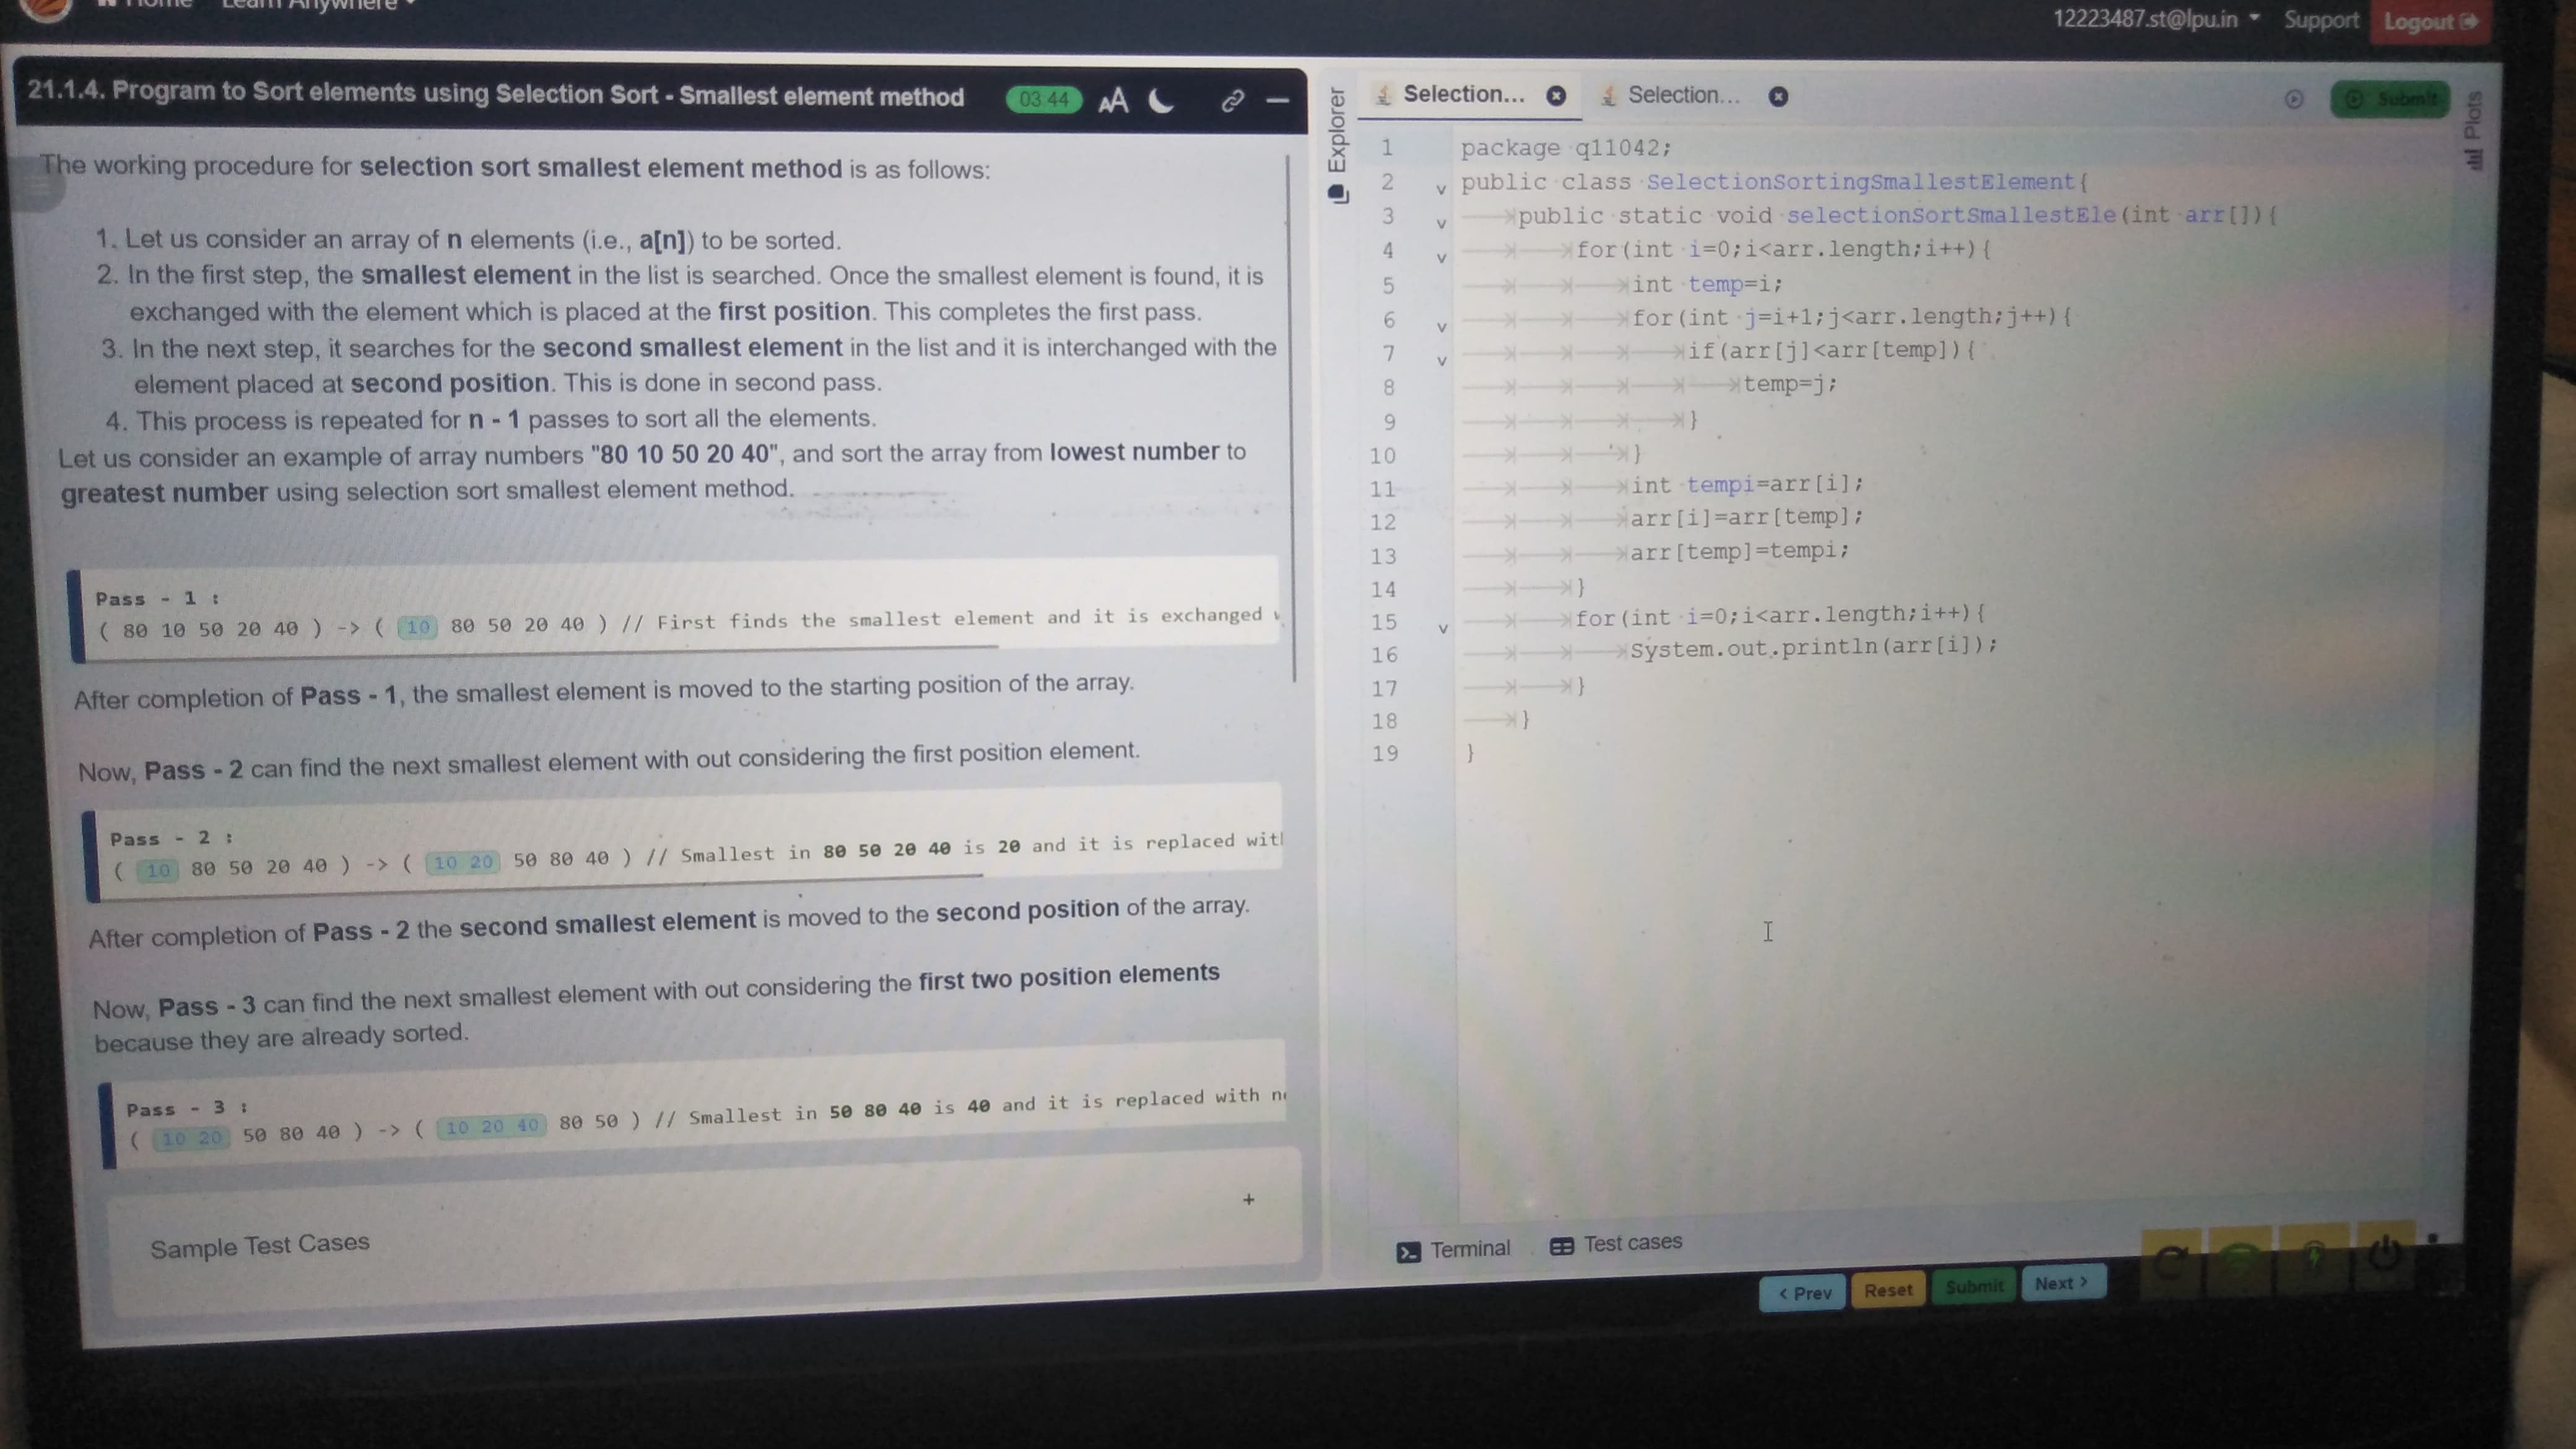 Home Learn Anywhere
12223487.st@lpu.in Support Logout
21.1.4. Program to Sort elements using Selection Sort - Smallest element method 03:44 AA
The working procedure for selection sort smallest element method is as follows:
1. Let us consider an array of n elements (i.e., a[n]) to be sorted.
2. In the first step, the smallest element in the list is searched. Once the smallest element is found, it is
exchanged with the element which is placed at the first position. This completes the first pass.
3. In the next step, it searches for the second smallest element in the list and it is interchanged with the
element placed at second position. This is done in second pass.
4. This process is repeated for n - 1 passes to sort all the elements.
Let us consider an example of array numbers "80 10 50 20 40", and sort the array from lowest number to
greatest number using selection sort smallest element method.
Pass - 1 :
( 80 10 50 20 40 ) -> ( 10 80 50 20 40 ) // First finds the smallest element and it is exchanged
After completion of Pass - 1, the smallest element is moved to the starting position of the array.
Now, Pass - 2 can find the next smallest element with out considering the first position element.
Pass - 2 :
( 10 80 50 20 40 ) -> ( 10 20 50 80 40 ) // Smallest in 80 50 20 40 is 20 and it is replaced with
After completion of Pass - 2 the second smallest element is moved to the second position of the array.
Now, Pass - 3 can find the next smallest element with out considering the first two position elements
because they are already sorted.
Pass - 3 :
( 10 20 50 80 40 ) -> ( 10 20 40 80 50 ) // Smallest in 50 80 40 is 40 and it is replaced with
Sample Test Cases +
Explorer
Selection... Selection... Submit
Plots
1 package q11042;
2 public class SelectionSortingSmallestElement{
3 public static void selectionSortSmallestEle(int arr[]){
4 for(int i=0;i<arr.length;i++){
5 int temp=i;
6 for(int j=i+1;j<arr.length;j++){
7 if(arr[j]<arr[temp]){
8 temp=j;
9 }
10 }
11 int tempi=arr[i];
12 arr[i]=arr[temp];
13 arr[temp]=tempi;
14 }
15 for(int i=0;i<arr.length;i++){
16 System.out.println(arr[i]);
17 }
18 }
19 }
Terminal Test cases
< Prev Reset Submit Next >